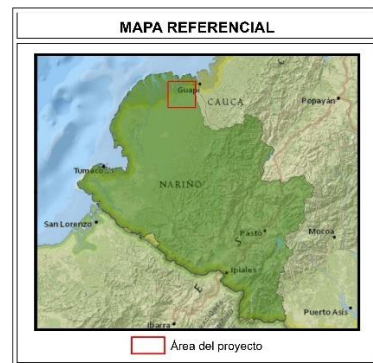 MAPA REFERENCIAL
Guapi
CAUCA
Popayán
Tumaco
NARIÑO
San Lorenzo
Pasto
Mocoa
S
Ipiales
Puerto Asís
E
Ibarra
Área del proyecto